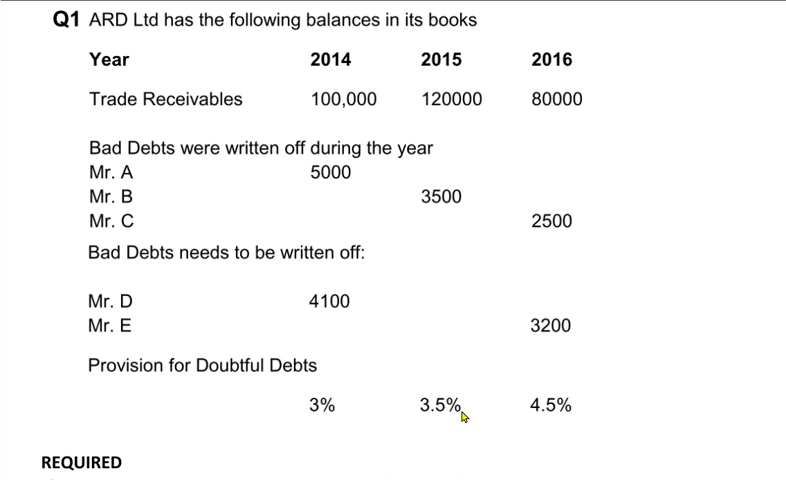 Q1 ARD Ltd has the following balances in its books
Year 2014 2015 2016
Trade Receivables 100,000 120000 80000
Bad Debts were written off during the year
Mr. A 5000
Mr. B 3500
Mr. C 2500
Bad Debts needs to be written off:
Mr. D 4100
Mr. E 3200
Provision for Doubtful Debts
3% 3.5% 4.5%
REQUIRED